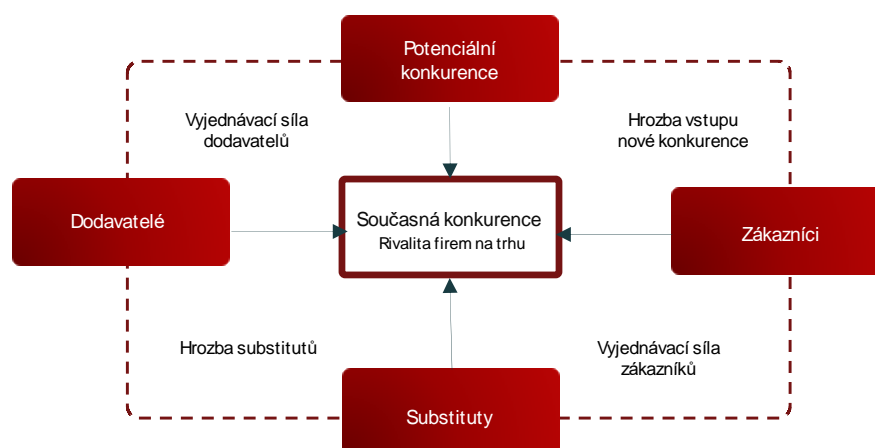 Potenciální
konkurence
Vyjednávací síla
dodavatelů
Hrozba vstupu
nové konkurence
Dodavatelé
Současná konkurence
Rivalita firem na trhu
Zákazníci
Hrozba substitutů
Vyjednávací síla
zákazníků
Substituty